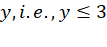 y, i. e., y ≤ 3